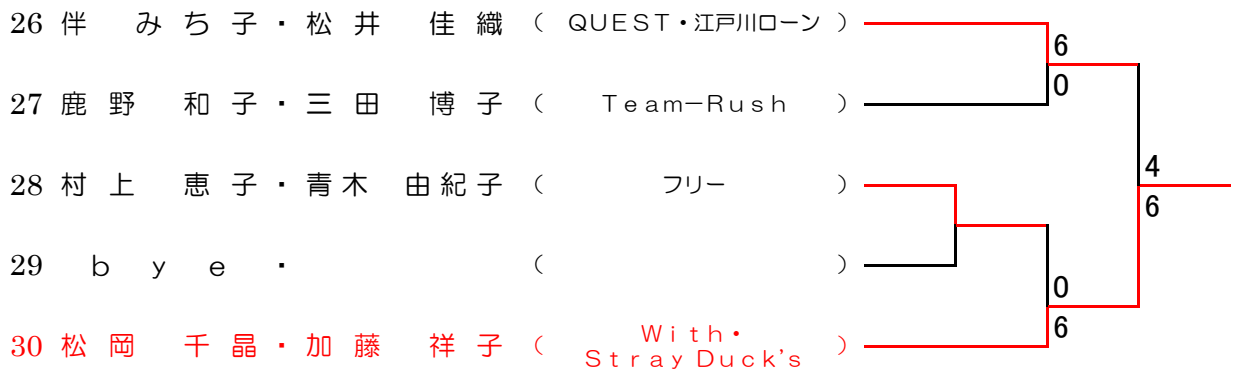 26 伴 みち子・松井 佳織 ( QUEST・江戸川ローン )
6
0
27 鹿野 和子・三田 博子 ( Team-Rush )
4
6
28 村上 恵子・青木 由紀子 ( フリー )
29 bye・ ( )
0
6
30 松岡 千晶・加藤 祥子 ( With・
Stray Duck's )